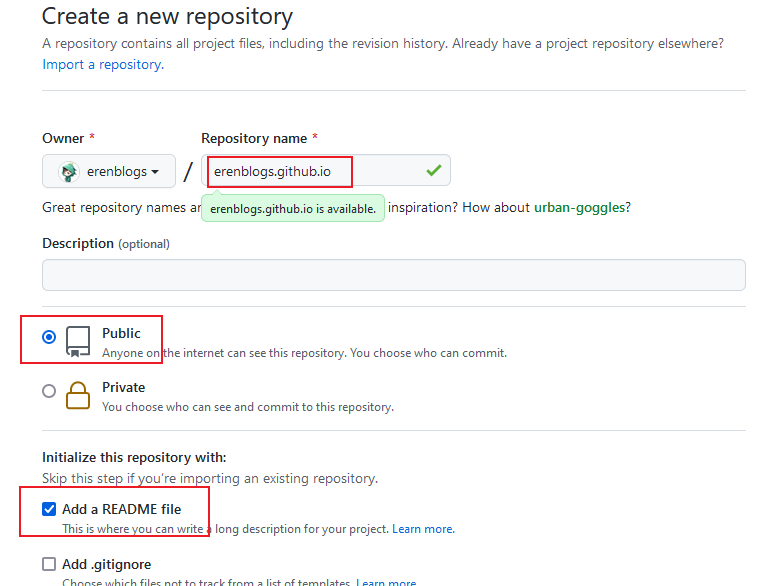 Create a new repository
A repository contains all project files, including the revision history. Already have a project repository elsewhere?
Import a repository.
Owner * Repository name *
erenblogs / erenblogs.github.io
Great repository names ar inspiration? How about urban-goggles?
erenblogs.github.io is available.
Description (optional)
Public
Anyone on the internet can see this repository. You choose who can commit.
Private
You choose who can see and commit to this repository.
Initialize this repository with:
Skip this step if you're importing an existing repository.
Add a README file
This is where you can write a long description for your project. Learn more.
Add .gitignore
Choose which files not to track from a list of templates. Learn more.